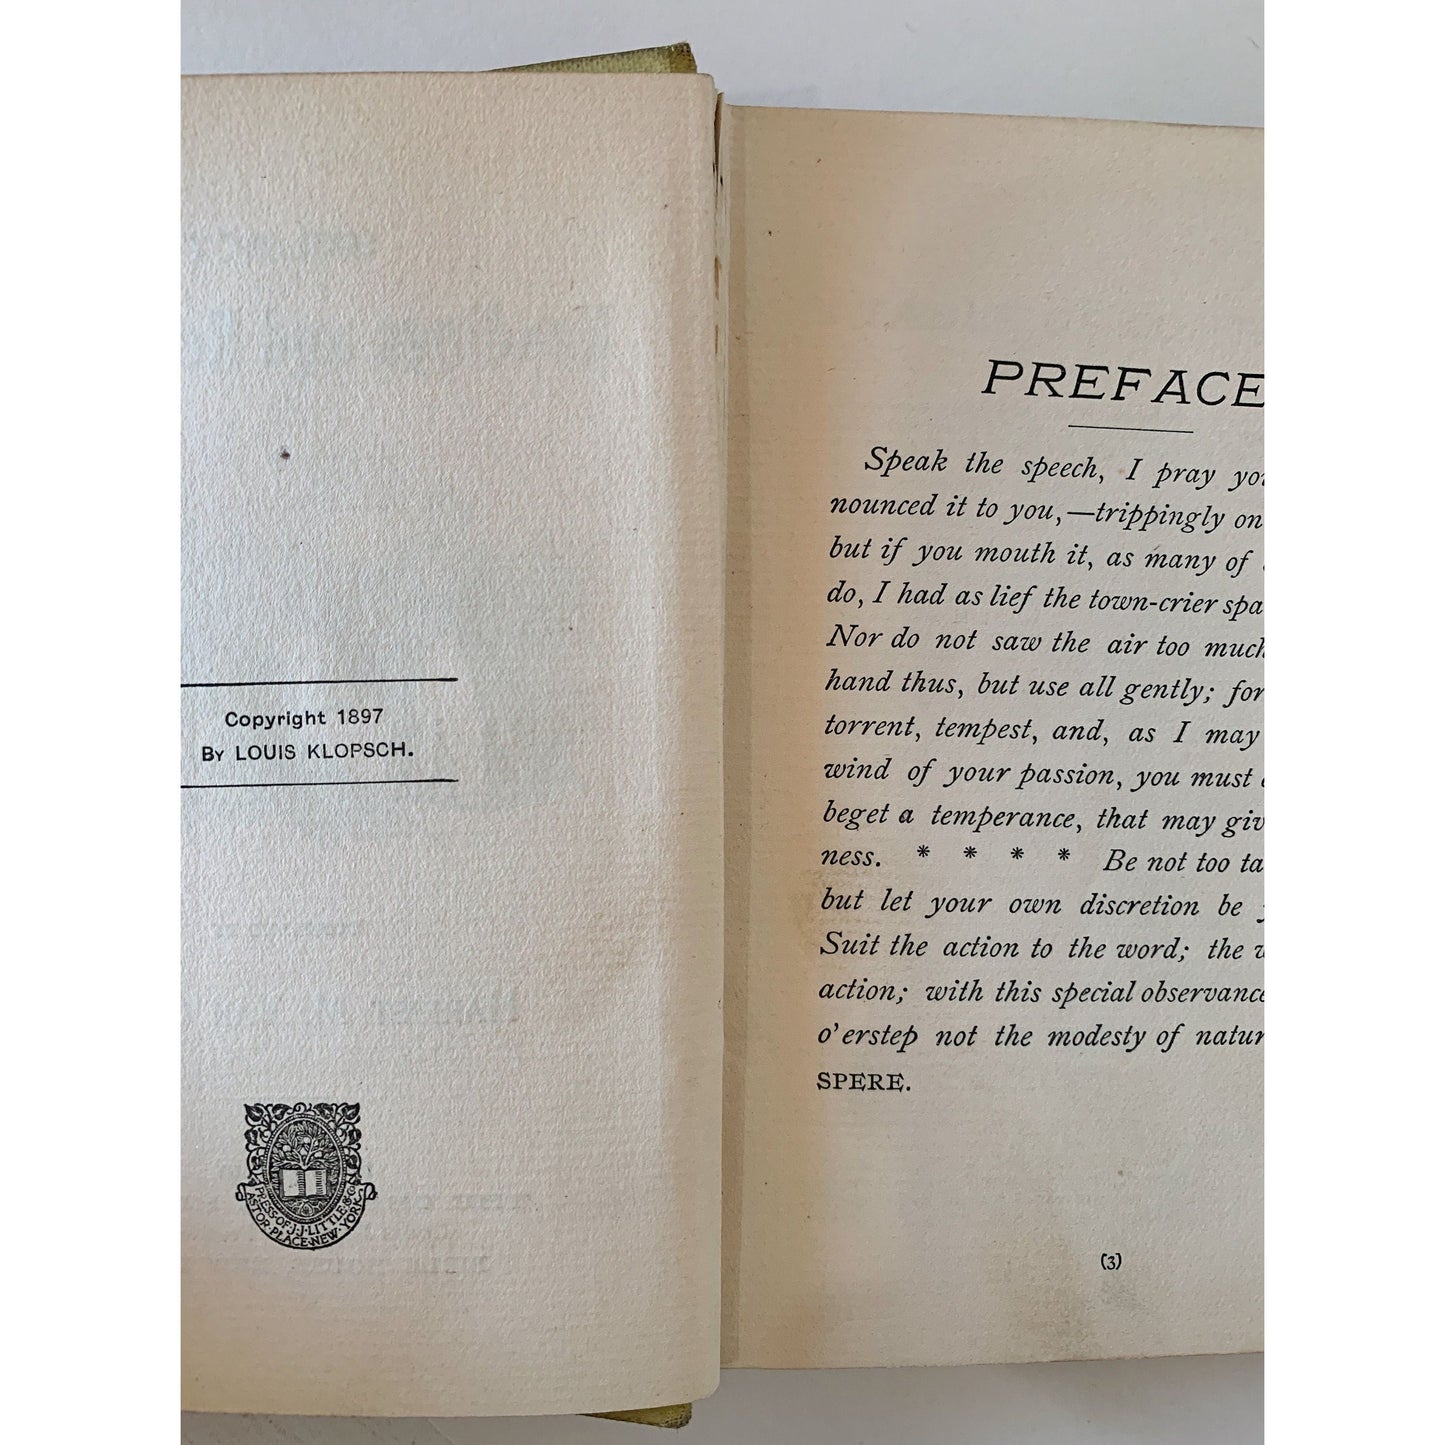 Copyright 1897
By LOUIS KLOPSCH.
PRESS·OF·J·J·LITTLE&CO
ASTOR·PLACE·NEW·YORK
PREFACE
Speak the speech, I pray
nounced it to you,—trippingly on
but if you mouth it, as many of
do, I had as lief the town-crier
Nor do not saw the air too much
hand thus, but use all gently; for
torrent, tempest, and, as I may
wind of your passion, you must
beget a temperance, that may
ness. * * * * Be not too
but let your own discretion be
Suit the action to the word; the
action; with this special observance
o'erstep not the modesty of
SPERE.
(3)